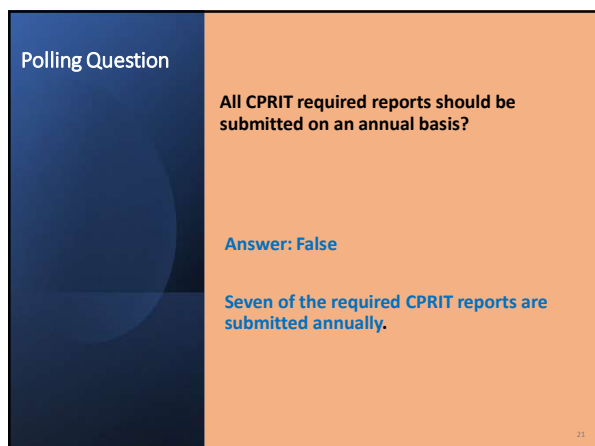 Polling Question
All CPRIT required reports should be
submitted on an annual basis?
Answer: False
Seven of the required CPRIT reports are
submitted annually.
21